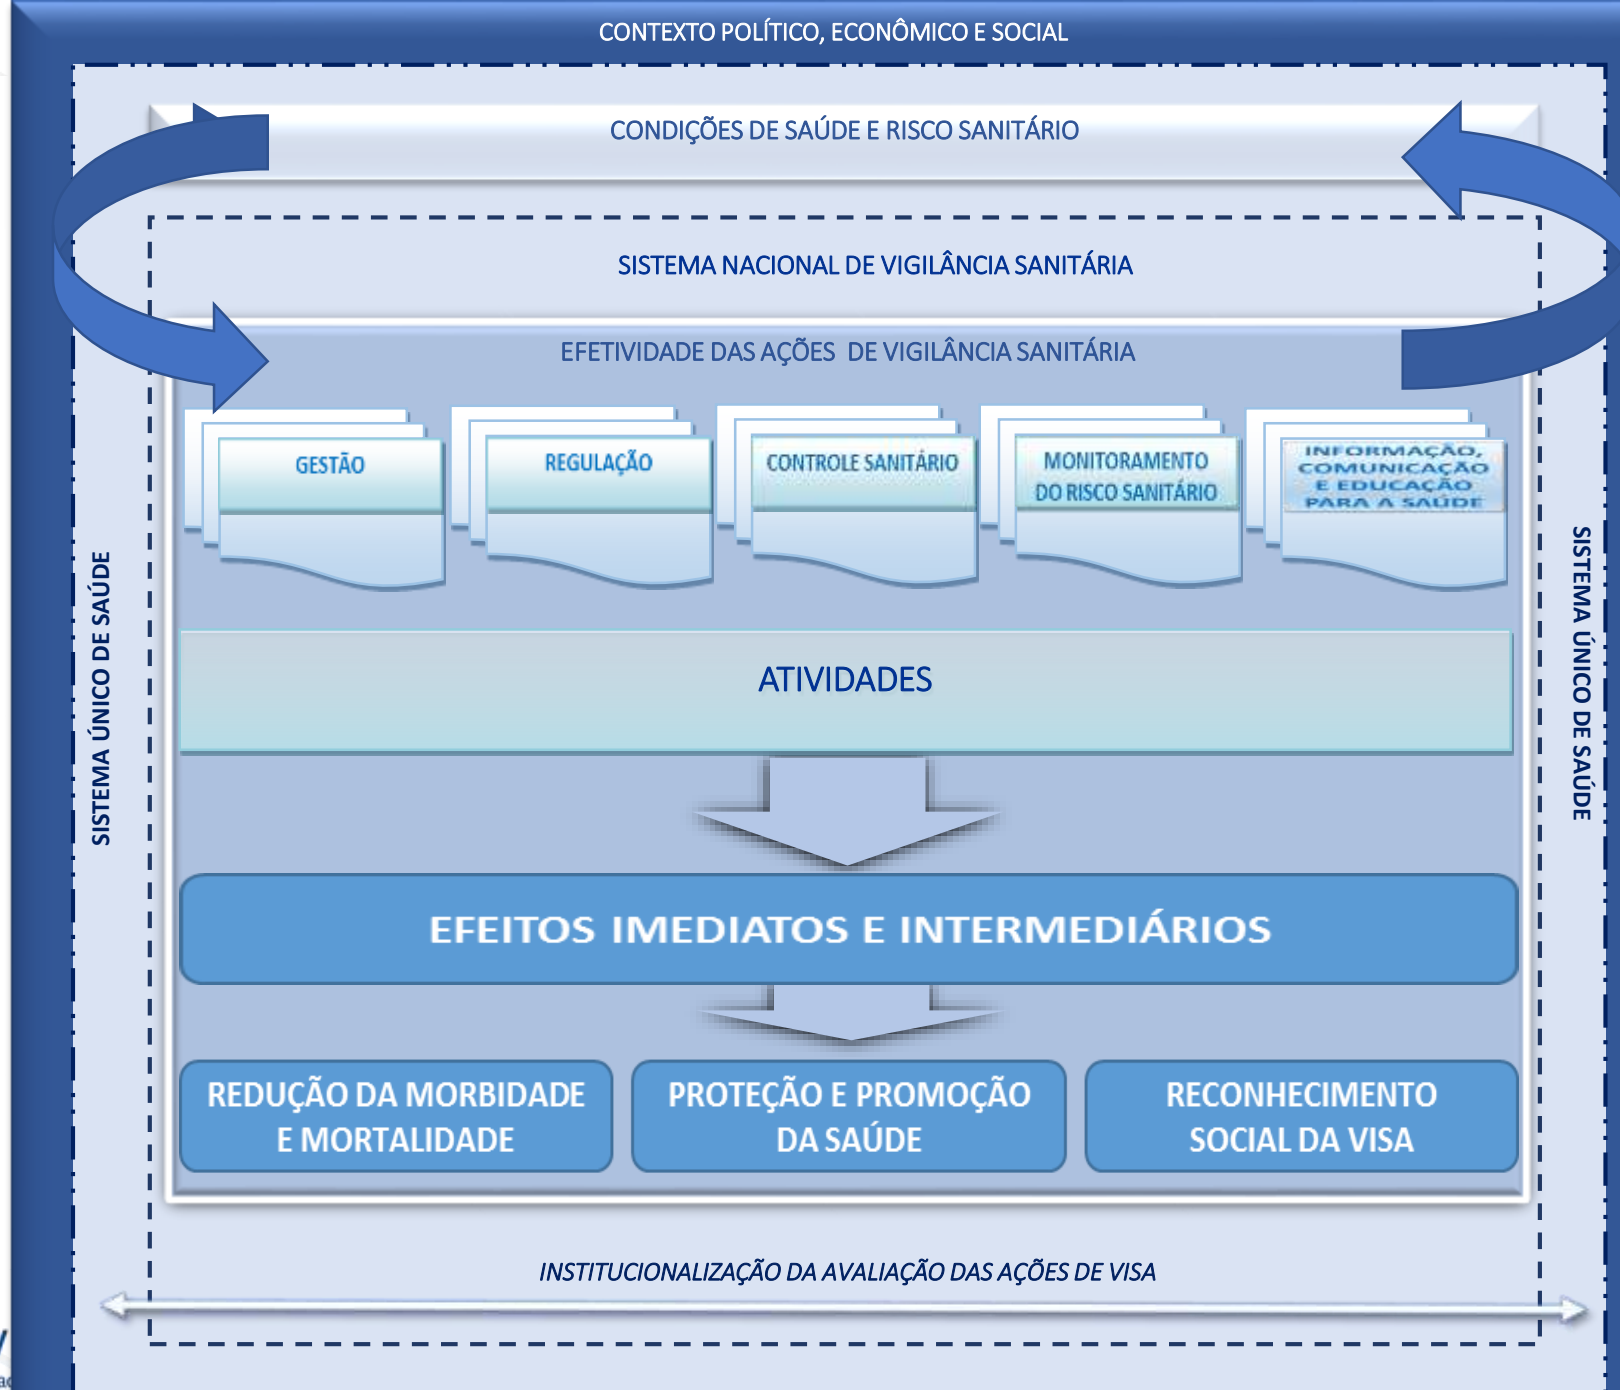 CONTEXTO POLÍTICO, ECONÔMICO E SOCIAL
CONDIÇÕES DE SAÚDE E RISCO SANITÁRIO
SISTEMA NACIONAL DE VIGILÂNCIA SANITÁRIA
EFETIVIDADE DAS AÇÕES DE VIGILÂNCIA SANITÁRIA
GESTÃO
REGULAÇÃO
CONTROLE SANITÁRIO
MONITORAMENTO
DO RISCO SANITÁRIO
INFORMAÇÃO,
COMUNICAÇÃO
E EDUCAÇÃO
PARA A SAÚDE
SISTEMA ÚNICO DE SAÚDE
SISTEMA ÚNICO DE SAÚDE
ATIVIDADES
EFEITOS IMEDIATOS E INTERMEDIÁRIOS
REDUÇÃO DA MORBIDADE
E MORTALIDADE
PROTEÇÃO E PROMOÇÃO
DA SAÚDE
RECONHECIMENTO
SOCIAL DA VISA
INSTITUCIONALIZAÇÃO DA AVALIAÇÃO DAS AÇÕES DE VISA